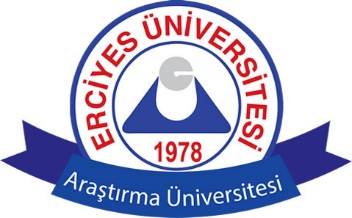 ERCİYES ÜNİVERSİTESİ
1978
Araştırma Üniversitesi